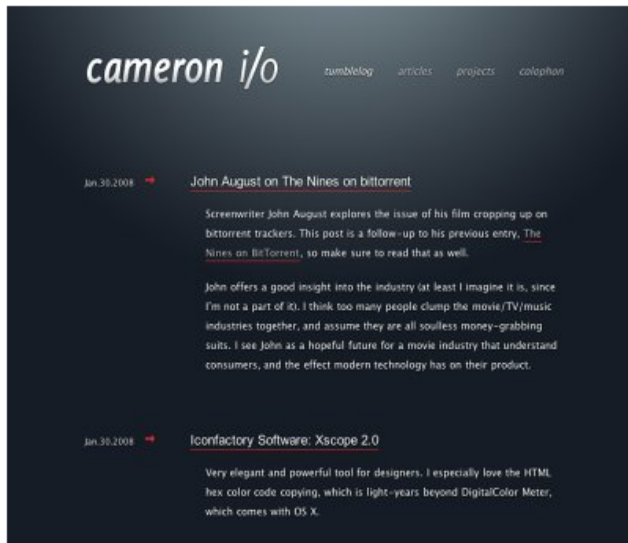 cameron i/o
tumblelog articles projects colophon
Jan.30.2008 → John August on The Nines on bittorrent
Screenwriter John August explores the issue of his film cropping up on
bittorrent trackers. This post is a follow-up to his previous entry, The
Nines on BitTorrent, so make sure to read that as well.
John offers a good insight into the industry (at least I imagine it is, since
I'm not a part of it). I think too many people clump the movie/TV/music
industries together, and assume they are all soulless money-grabbing
suits. I see John as a hopeful future for a movie industry that understand
consumers, and the effect modern technology has on their product.
Jan.30.2008 → Iconfactory Software: Xscope 2.0
Very elegant and powerful tool for designers. I especially love the HTML
hex color code copying, which is light-years beyond DigitalColor Meter,
which comes with OS X.